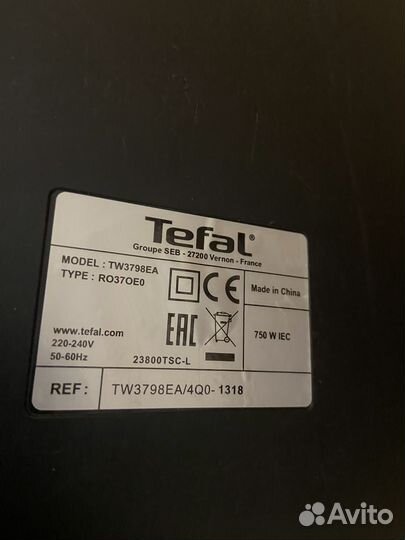 Tefal®
Groupe SEB - 27200 Vernon - France
MODEL : TW3798EA
TYPE : RO37OE0
CE
Made in China
www.tefal.com
220-240V
50-60Hz
EAC
750 W IEC
23800TSC-L
REF : TW3798EA/4Q0- 1318
Avito